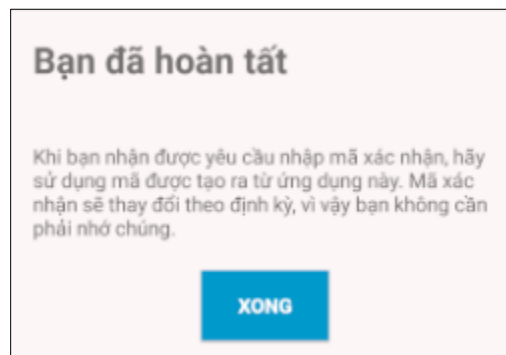 Bạn đã hoàn tất
Khi bạn nhận được yêu cầu nhập mã xác nhận, hãy
sử dụng mã được tạo ra từ ứng dụng này. Mã xác
nhận sẽ thay đổi theo định kỳ, vì vậy bạn không cần
phải nhớ chúng.
XONG